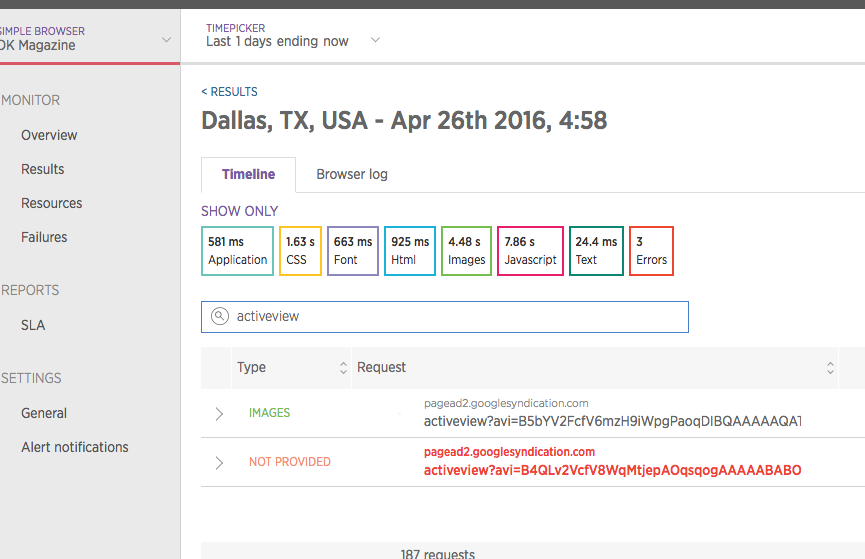 SIMPLE BROWSER
OK Magazine
TIMEPICKER
Last 1 days ending now
MONITOR
Overview
Results
Resources
Failures
REPORTS
SLA
SETTINGS
General
Alert notifications
< RESULTS
Dallas, TX, USA - Apr 26th 2016, 4:58
Timeline Browser log
SHOW ONLY
581 ms 1.63 s 663 ms 925 ms 4.48 s 7.86 s 24.4 ms 3
Application CSS Font Html Images Javascript Text Errors
activeview
Type Request
pagead2.googlesyndication.com
IMAGES
activeview?avi=B5bYV2FcfV6mzH9iWpgPaoqDIBQAAAAAQAT
pagead2.googlesyndication.com
NOT PROVIDED
activeview?avi=B4QLv2VcfV8WqMtjepAOqsqogAAAAABABO
187 requests